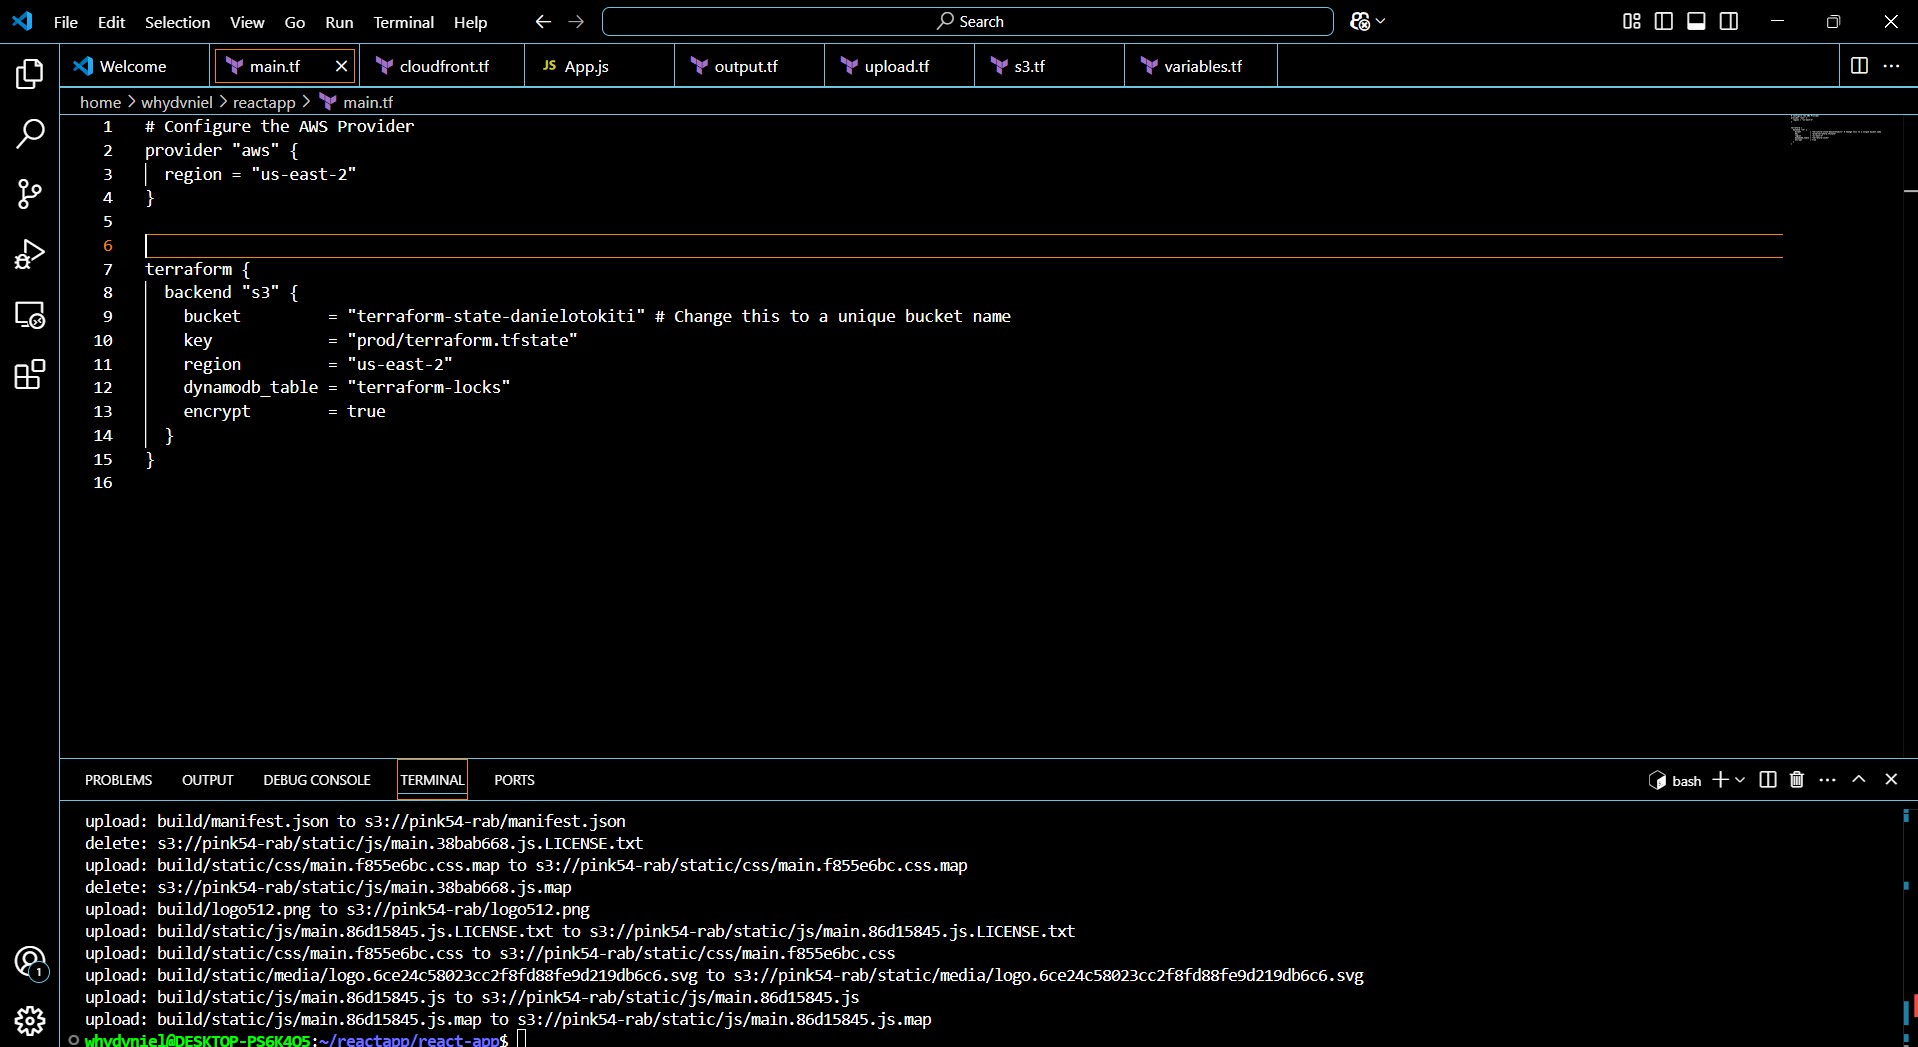 File Edit Selection View Go Run Terminal Help Search
Welcome main.tf cloudfront.tf JS App.js output.tf upload.tf s3.tf variables.tf
home > whydvniel > reactapp > main.tf
1 # Configure the AWS Provider
2 provider "aws" {
3 region = "us-east-2"
4 }
5
6
7 terraform {
8 backend "s3" {
9 bucket = "terraform-state-danielotokiti" # Change this to a unique bucket name
10 key = "prod/terraform.tfstate"
11 region = "us-east-2"
12 dynamodb_table = "terraform-locks"
13 encrypt = true
14 }
15 }
16
PROBLEMS OUTPUT DEBUG CONSOLE TERMINAL PORTS bash
upload: build/manifest.json to s3://pink54-rab/manifest.json
delete: s3://pink54-rab/static/js/main.38bab668.js.LICENSE.txt
upload: build/static/css/main.f855e6bc.css.map to s3://pink54-rab/static/css/main.f855e6bc.css.map
delete: s3://pink54-rab/static/js/main.38bab668.js.map
upload: build/logo512.png to s3://pink54-rab/logo512.png
upload: build/static/js/main.86d15845.js.LICENSE.txt to s3://pink54-rab/static/js/main.86d15845.js.LICENSE.txt
upload: build/static/css/main.f855e6bc.css to s3://pink54-rab/static/css/main.f855e6bc.css
upload: build/static/media/logo.6ce24c58023cc2f8fd88fe9d219db6c6.svg to s3://pink54-rab/static/media/logo.6ce24c58023cc2f8fd88fe9d219db6c6.svg
upload: build/static/js/main.86d15845.js to s3://pink54-rab/static/js/main.86d15845.js
upload: build/static/js/main.86d15845.js.map to s3://pink54-rab/static/js/main.86d15845.js.map
whydvniel@DESKTOP-PS6K4O5:~/reactapp/react-app$
1